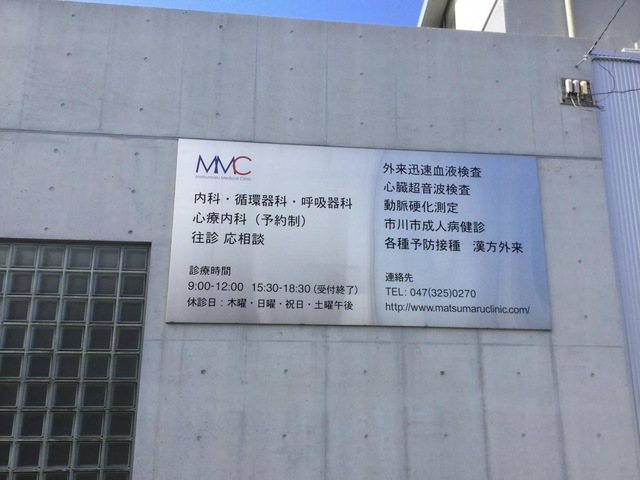 MMC
Matsumaru Medical Clinic
内科・循環器科・呼吸器科
心療内科（予約制）
往診 応相談
診療時間
9:00-12:00 15:30-18:30（受付終了）
休診日：木曜・日曜・祝日・土曜午後
外来迅速血液検査
心臓超音波検査
動脈硬化測定
市川市成人病健診
各種予防接種　漢方外来
連絡先
TEL: 047(325)0270
http://www.matsumaruclinic.com/